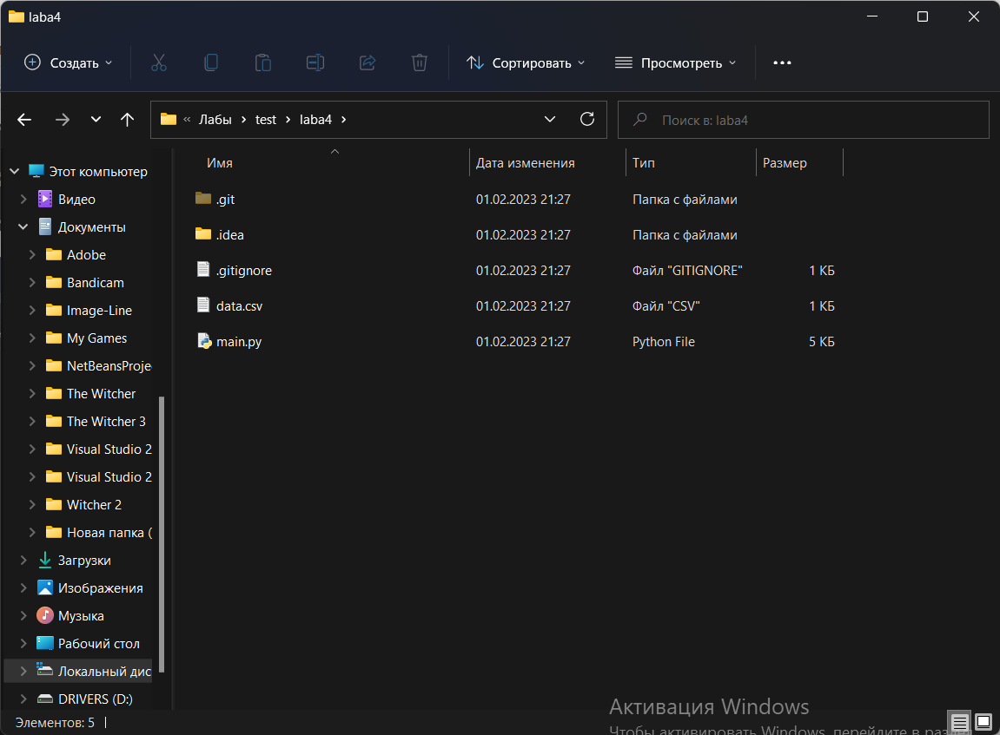 laba4
Создать
Сортировать
Просмотреть
Лабы test laba4
Поиск в: laba4
Имя Дата изменения Тип Размер
.git 01.02.2023 21:27 Папка с файлами
.idea 01.02.2023 21:27 Папка с файлами
.gitignore 01.02.2023 21:27 Файл "GITIGNORE" 1 КБ
data.csv 01.02.2023 21:27 Файл "CSV" 1 КБ
main.py 01.02.2023 21:27 Python File 5 КБ
Этот компьютер
Видео
Документы
Adobe
Bandicam
Image-Line
My Games
NetBeansProje
The Witcher
The Witcher 3
Visual Studio 2
Visual Studio 2
Witcher 2
Новая папка (
Загрузки
Изображения
Музыка
Рабочий стол
Локальный дис
DRIVERS (D:)
Элементов: 5
Активация Windows
Чтобы активировать Windows, перейдите в раздел